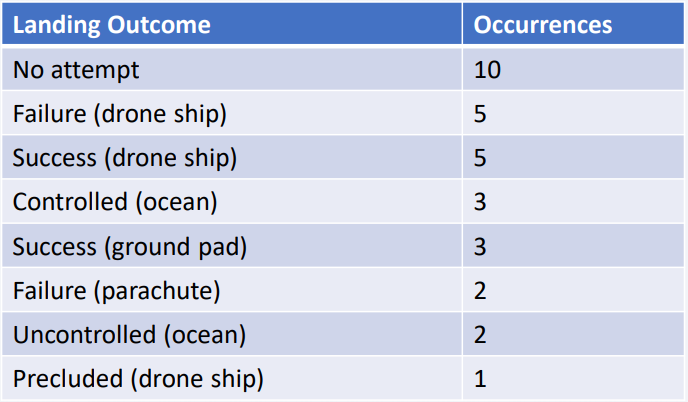 Landing Outcome Occurrences
No attempt 10
Failure (drone ship) 5
Success (drone ship) 5
Controlled (ocean) 3
Success (ground pad) 3
Failure (parachute) 2
Uncontrolled (ocean) 2
Precluded (drone ship) 1